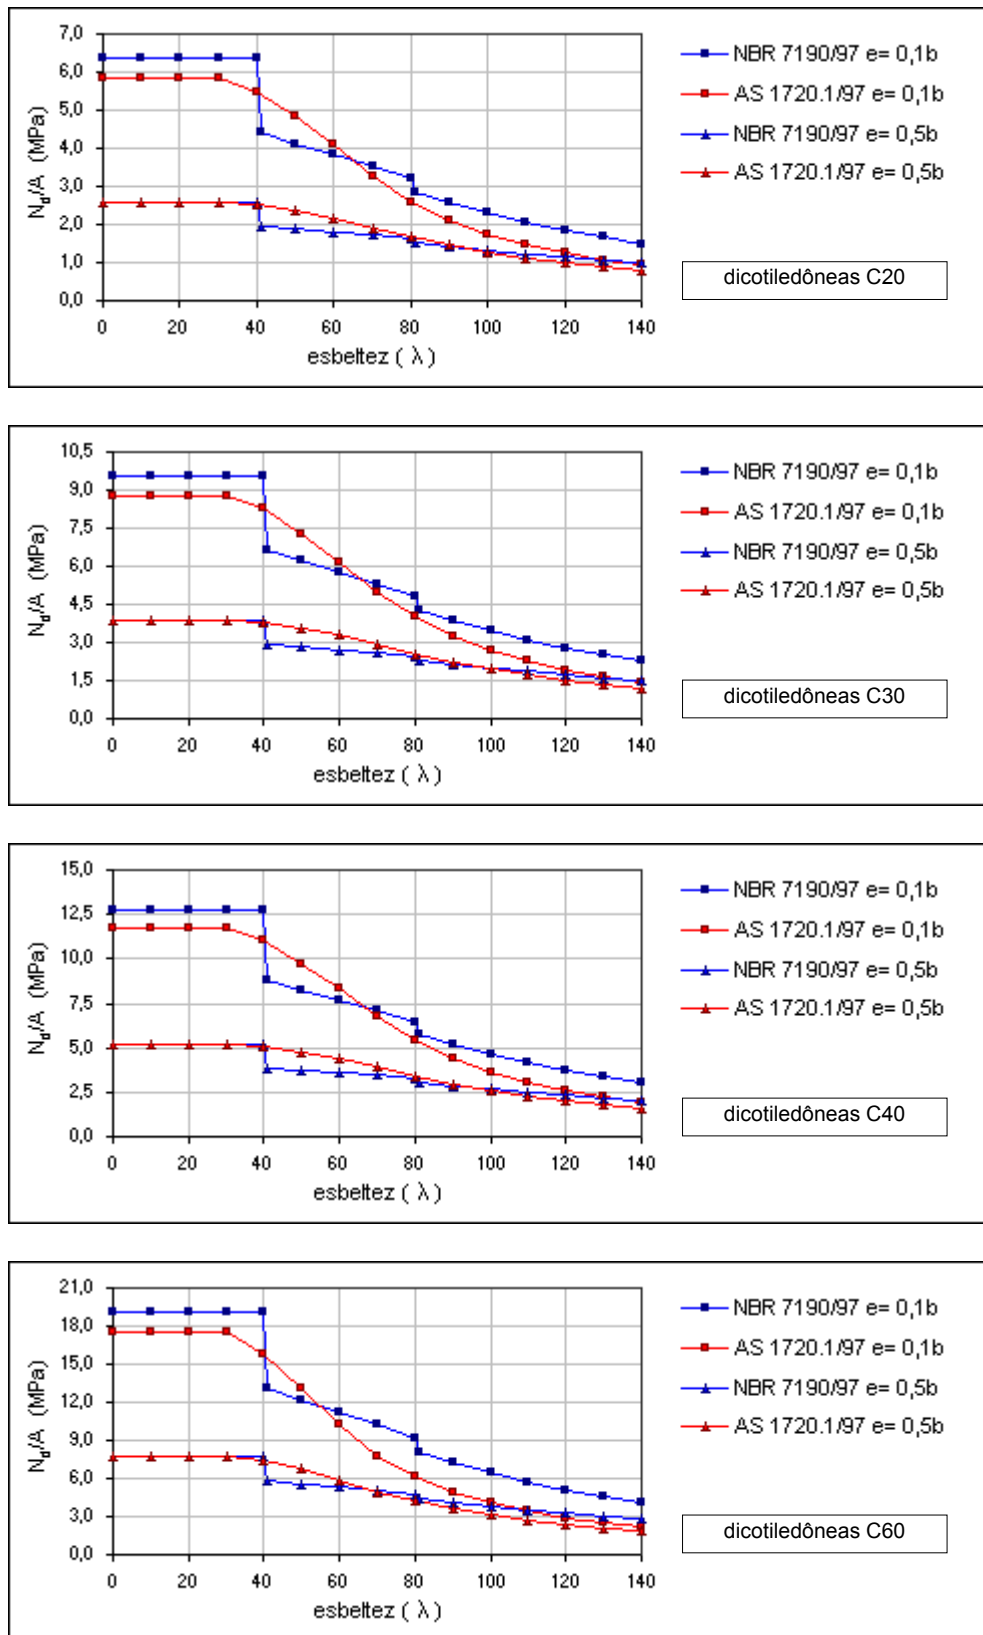 7,0
6,0
5,0
4,0
3,0
2,0
1,0
0,0
N_d/A (MPa)
0 20 40 60 80 100 120 140
esbeltez ( λ )
NBR 7190/97 e= 0,1b
AS 1720.1/97 e= 0,1b
NBR 7190/97 e= 0,5b
AS 1720.1/97 e= 0,5b
dicotiledôneas C20
10,5
9,0
7,5
6,0
4,5
3,0
1,5
0,0
N_d/A (MPa)
0 20 40 60 80 100 120 140
esbeltez ( λ )
NBR 7190/97 e= 0,1b
AS 1720.1/97 e= 0,1b
NBR 7190/97 e= 0,5b
AS 1720.1/97 e= 0,5b
dicotiledôneas C30
15,0
12,5
10,0
7,5
5,0
2,5
0,0
N_d/A (MPa)
0 20 40 60 80 100 120 140
esbeltez ( λ )
NBR 7190/97 e= 0,1b
AS 1720.1/97 e= 0,1b
NBR 7190/97 e= 0,5b
AS 1720.1/97 e= 0,5b
dicotiledôneas C40
21,0
18,0
15,0
12,0
9,0
6,0
3,0
0,0
N_d/A (MPa)
0 20 40 60 80 100 120 140
esbeltez ( λ )
NBR 7190/97 e= 0,1b
AS 1720.1/97 e= 0,1b
NBR 7190/97 e= 0,5b
AS 1720.1/97 e= 0,5b
dicotiledôneas C60